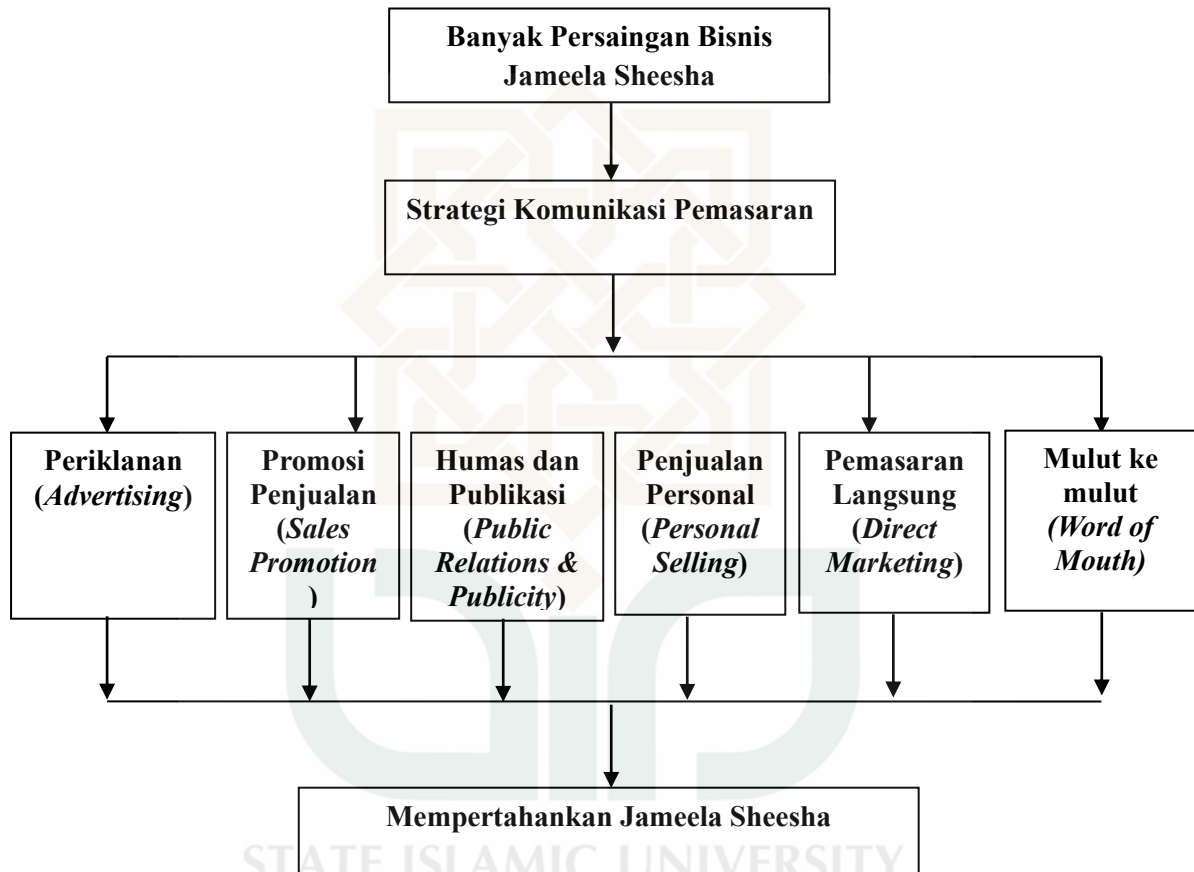 Banyak Persaingan Bisnis
Jameela Sheesha
Strategi Komunikasi Pemasaran
Periklanan
(Advertising)
Promosi
Penjualan
(Sales
Promotion
)
Humas dan
Publikasi
(Public
Relations &
Publicity)
Penjualan
Personal
(Personal
Selling)
Pemasaran
Langsung
(Direct
Marketing)
Mulut ke
mulut
(Word of
Mouth)
Mempertahankan Jameela Sheesha
STATE ISLAMIC UNIVERSITY